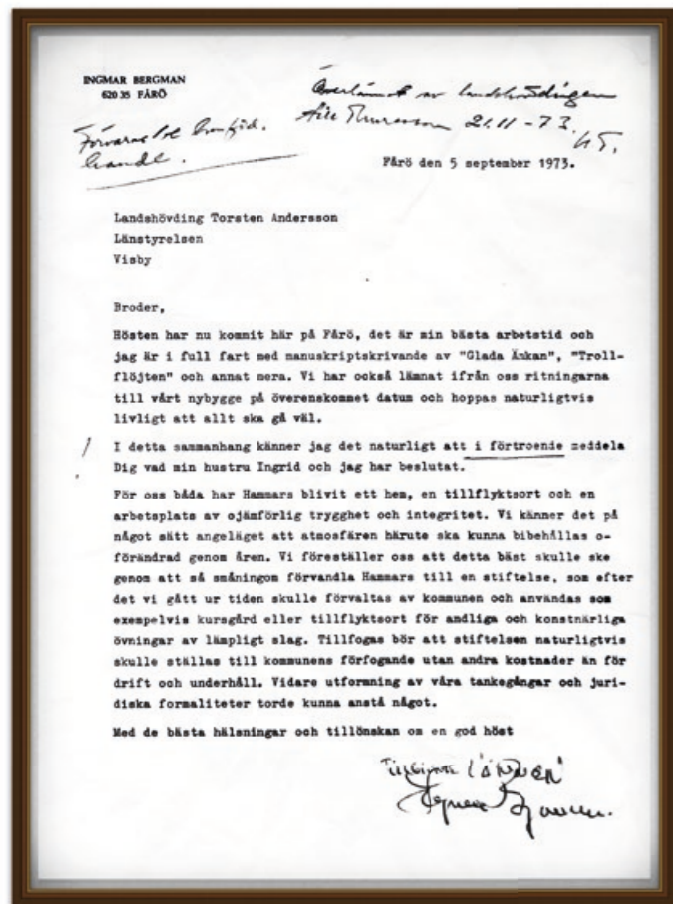 INGMAR BERGMAN
620 35 FÅRÖ
Överlämnat av landshövdingen
21.11 - 73.
Förvaras
Fårö den 5 september 1973.
Landshövding Torsten Andersson
Länstyrelsen
Visby
Broder,
Hösten har nu kommit här på Fårö, det är min bästa arbetstid och
jag är i full fart med manuskriptskrivande av "Glada Änkan", "Troll-
flöjten" och annat mera. Vi har också lämnat ifrån oss ritningarna
till vårt nybygge på överenskommet datum och hoppas naturligtvis
livligt att allt ska gå väl.
I detta sammanhang känner jag det naturligt att i förtroende meddela
Dig vad min hustru Ingrid och jag har beslutat.
För oss båda har Hammars blivit ett hem, en tillflyktsort och en
arbetsplats av ojämförlig trygghet och integritet. Vi känner det på
något sätt angeläget att atmosfären härute ska kunna bibehållas o-
förändrad genom åren. Vi föreställer oss att detta bäst skulle ske
genom att så småningom förvandla Hammars till en stiftelse, som efter
det vi gått ur tiden skulle förvaltas av kommunen och användas som
exempelvis kursgård eller tillflyktsort för andliga och konstnärliga
övningar av lämpligt slag. Tillfogas bör att stiftelsen naturligtvis
skulle ställas till kommunens förfogande utan andra kostnader än för
drift och underhåll. Vidare utformning av våra tankegångar och juri-
diska formaliteter torde kunna anstå något.
Med de bästa hälsningar och tillönskan om en god höst